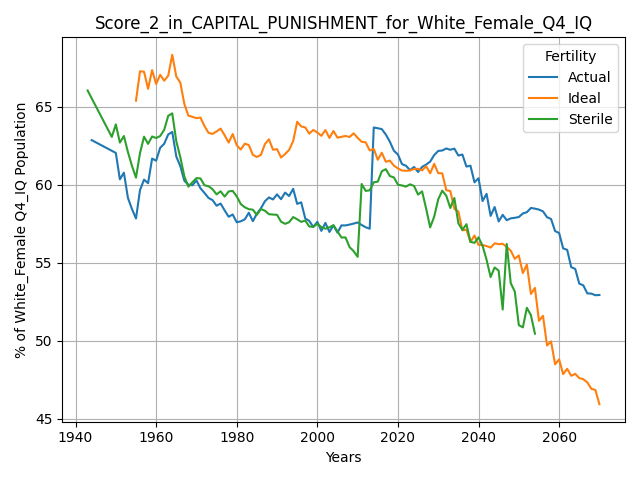 Score_2_in_CAPITAL_PUNISHMENT_for_White_Female_Q4_IQ
Fertility
Actual
Ideal
Sterile
% of White_Female Q4_IQ Population
65
60
55
50
45
1940
1960
1980
2000
2020
2040
2060
Years